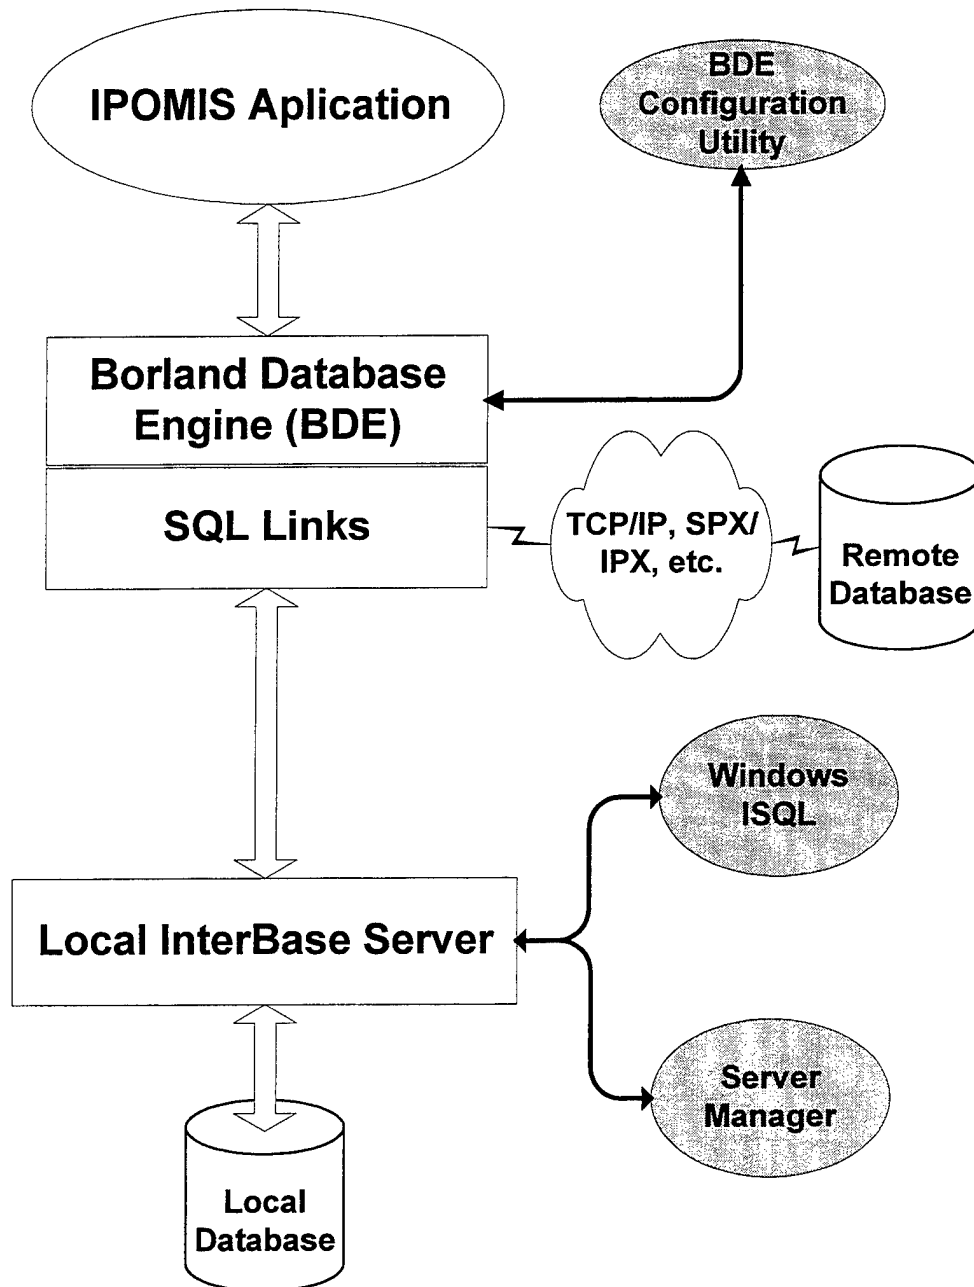 IPOMIS Aplication
BDE
Configuration
Utility
Borland Database
Engine (BDE)
SQL Links
TCP/IP, SPX/
IPX, etc.
Remote
Database
Windows
ISQL
Local InterBase Server
Server
Manager
Local
Database